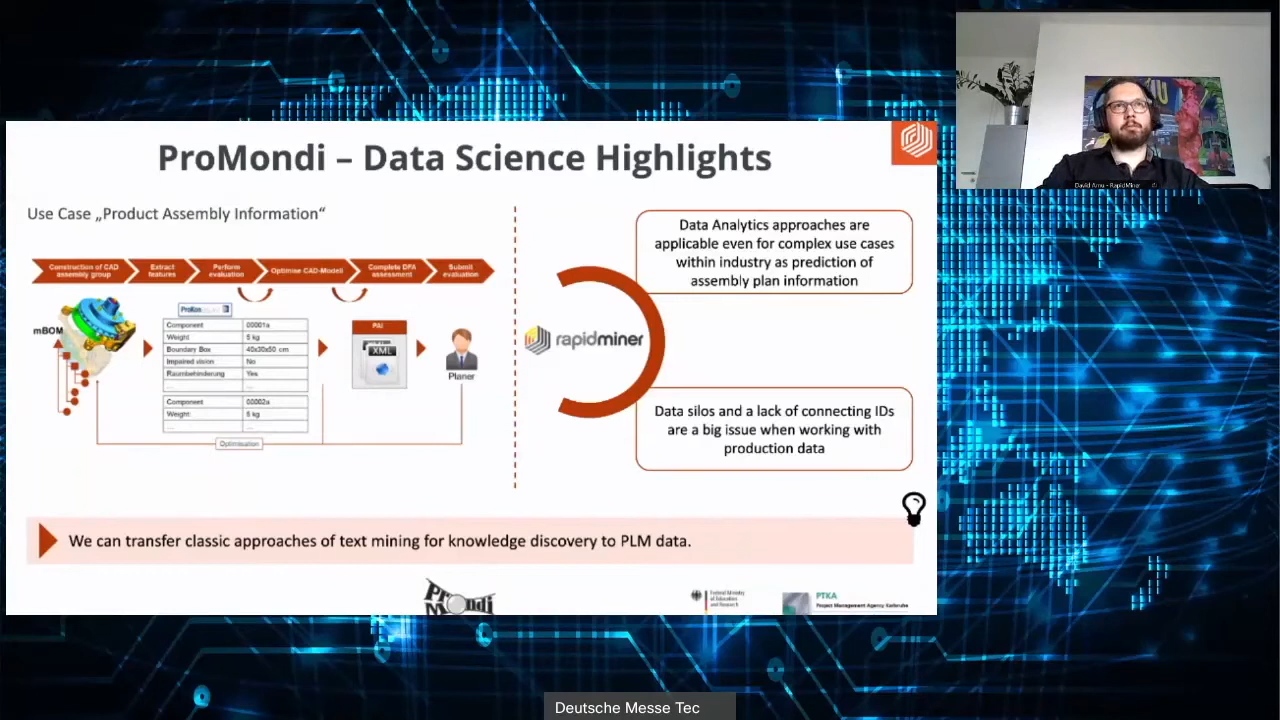 ProMondi – Data Science Highlights
Use Case „Product Assembly Information“
Construction of CAD
assembly group
Extract
features
Perform
evaluation
Optimise CAD-Modell
Complete DFA
assessment
Submit
evaluation
mBOM
Component 00001a
Weight 5 kg
Boundary Box 40x30x50 cm
Impaired vision No
Raumbehinderung Yes
.... ....
Component 00002a
Weight: 5 kg
.... ....
PAI
XML
Planer
Optimisation
rapidminer
Data Analytics approaches are
applicable even for complex use cases
within industry as prediction of
assembly plan information
Data silos and a lack of connecting IDs
are a big issue when working with
production data
We can transfer classic approaches of text mining for knowledge discovery to PLM data.
Pro
Mondi
Federal Ministry
of Education
and Research
PTKA
Project Management Agency Karlsruhe
David Arnu - RapidMiner
Deutsche Messe Tec